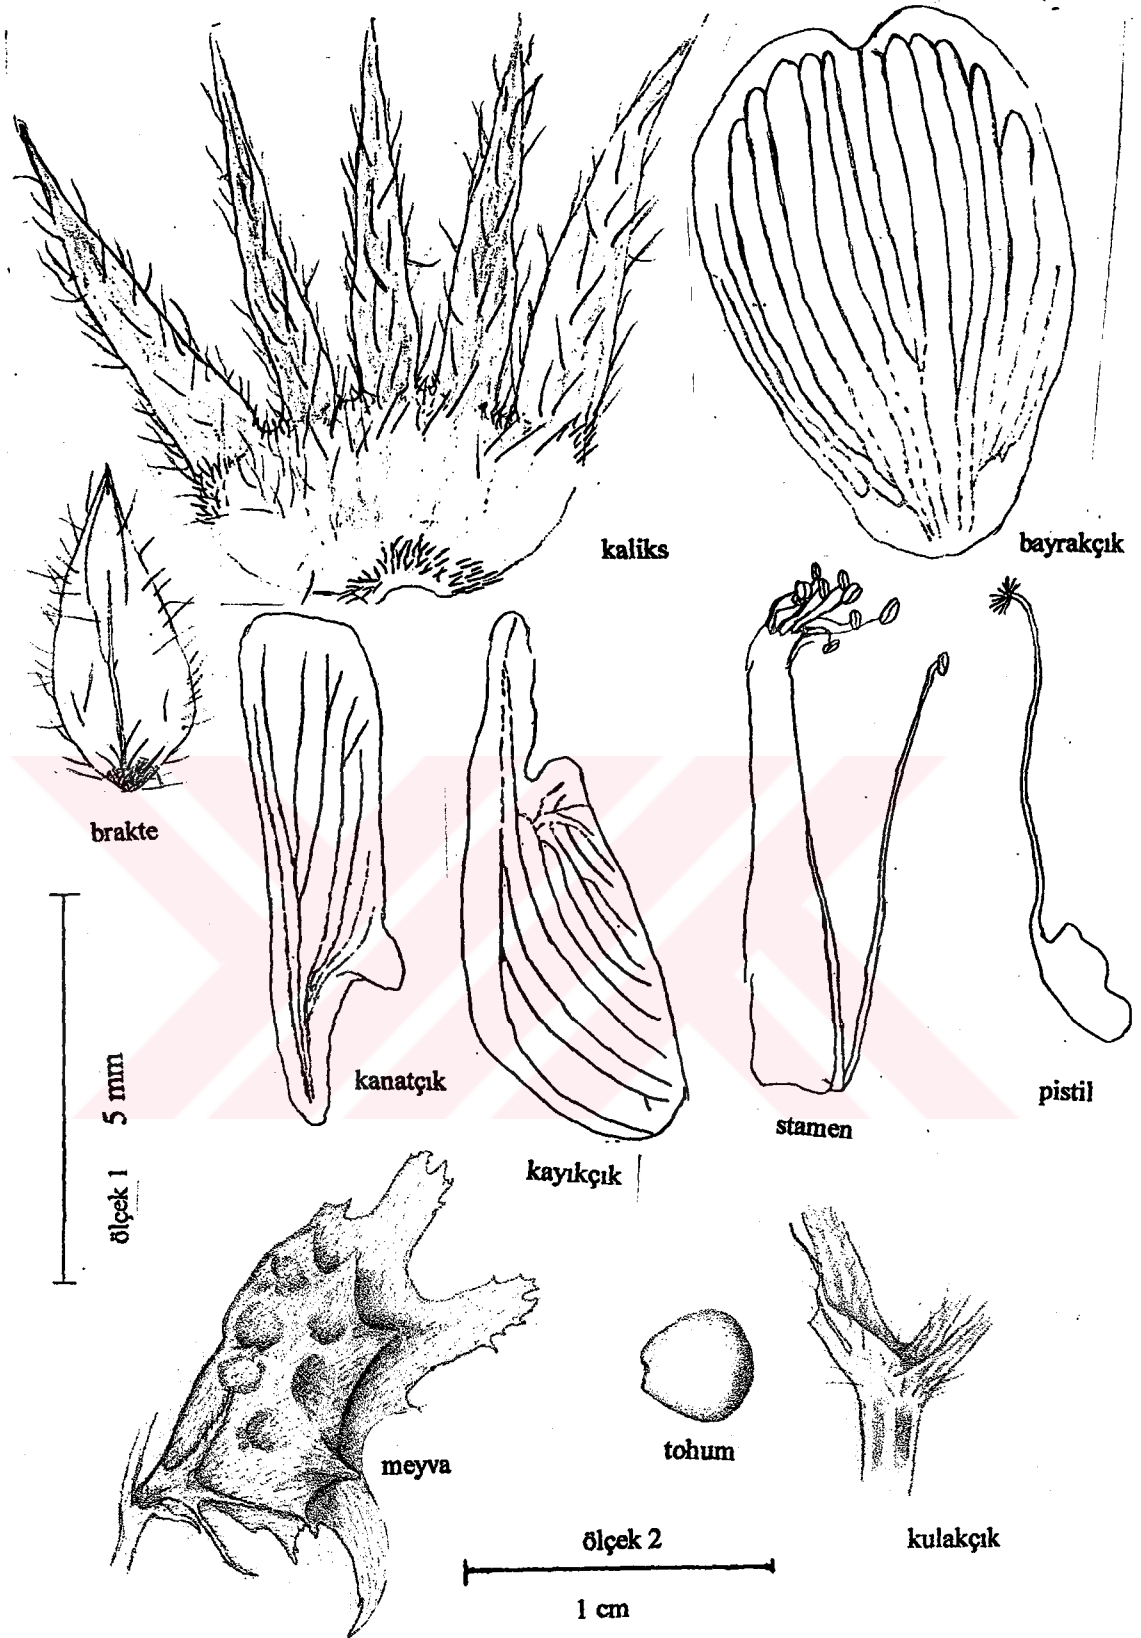 kaliks
bayrakçık
brakte
kanatçık
kayıkçık
stamen
pistil
ölçek 1 5 mm
meyva
tohum
kulakçık
ölçek 2
1 cm